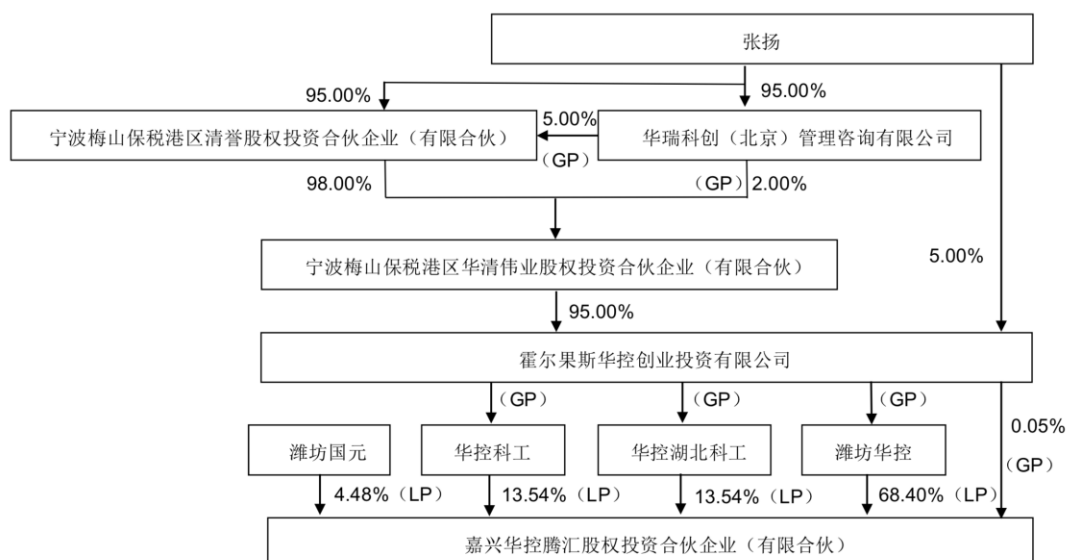 张扬
95.00%
95.00%
宁波梅山保税港区清誉股权投资合伙企业（有限合伙）
5.00%
（GP）
华瑞科创（北京）管理咨询有限公司
98.00%
（GP）2.00%
宁波梅山保税港区华清伟业股权投资合伙企业（有限合伙）
5.00%
95.00%
霍尔果斯华控创业投资有限公司
（GP）
（GP）
（GP）
0.05%
（GP）
潍坊国元
华控科工
华控湖北科工
潍坊华控
4.48%（LP）
13.54%（LP）
13.54%（LP）
68.40%（LP）
嘉兴华控腾汇股权投资合伙企业（有限合伙）